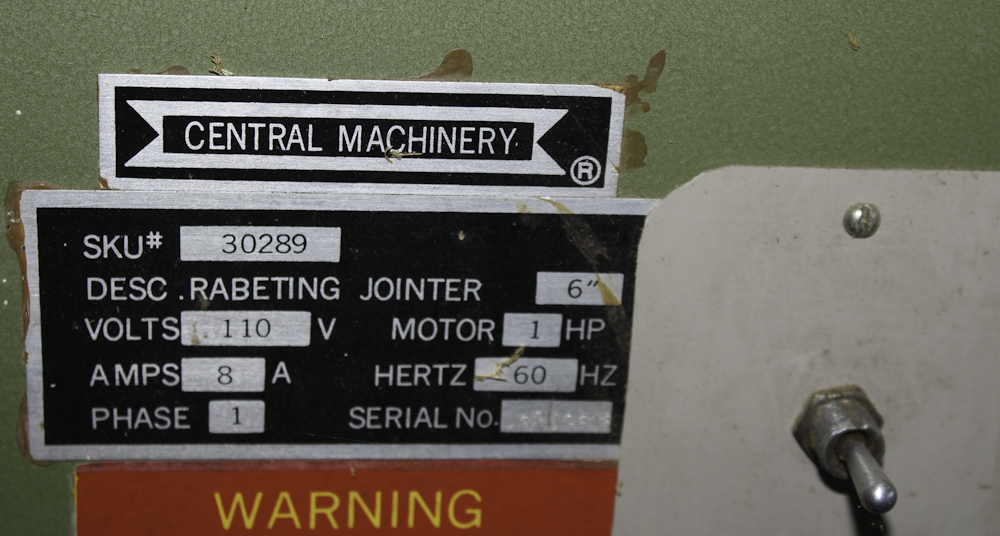 CENTRAL MACHINERY
®
SKU# 30289
DESC. RABETING JOINTER 6"
VOLTS 110 V MOTOR 1 HP
AMPS 8 A HERTZ 60 HZ
PHASE 1 SERIAL No.
WARNING